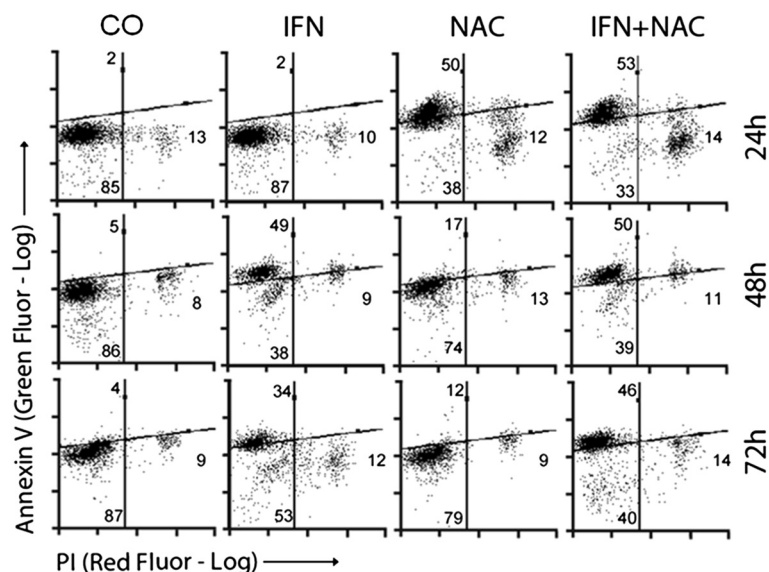 CO IFN NAC IFN+NAC
2 2 50 53
13 10 12 14
85 87 38 33
24h
5 49 17 50
8 9 13 11
86 38 74 39
48h
4 34 12 46
9 12 9 14
87 53 79 40
72h
Annexin V (Green Fluor - Log)
PI (Red Fluor - Log)